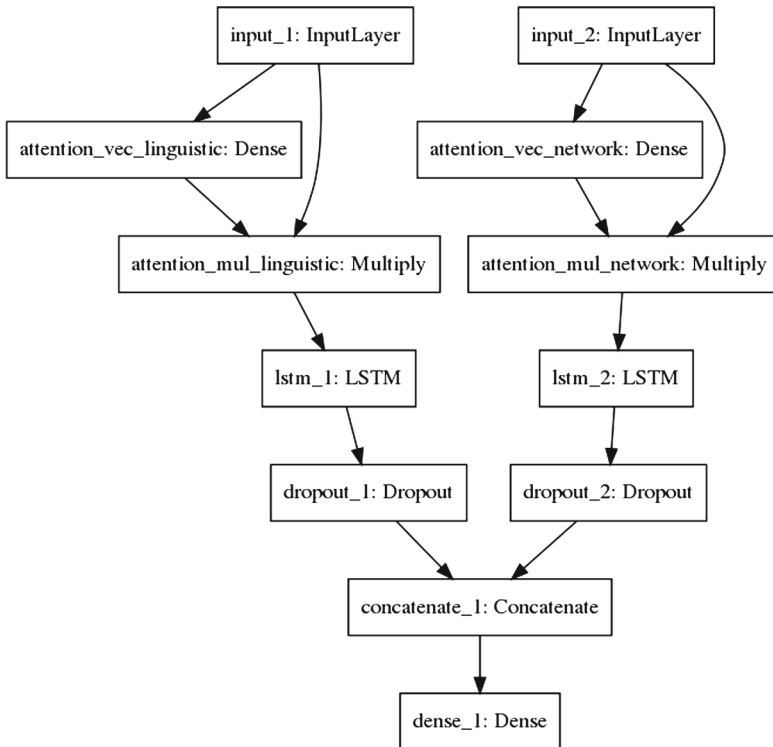 input_1: InputLayer
input_2: InputLayer
attention_vec_linguistic: Dense
attention_vec_network: Dense
attention_mul_linguistic: Multiply
attention_mul_network: Multiply
lstm_1: LSTM
lstm_2: LSTM
dropout_1: Dropout
dropout_2: Dropout
concatenate_1: Concatenate
dense_1: Dense